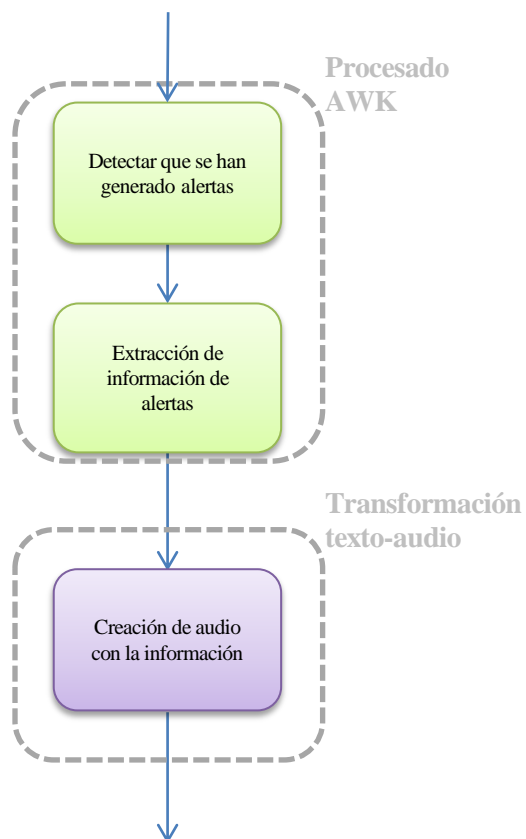 Procesado
AWK
Detectar que se han
generado alertas
Extracción de
información de
alertas
Transformación
texto-audio
Creación de audio
con la información